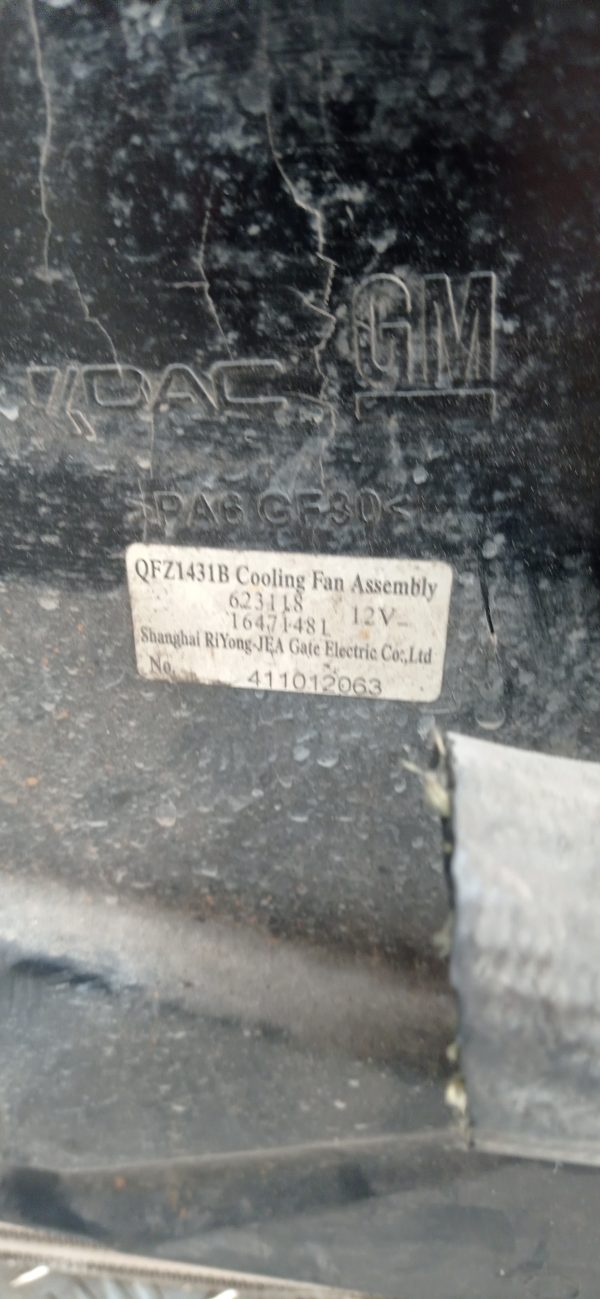 GM
PAC
>PA6 GF30<
QFZ1431B Cooling Fan Assembly
623118
12V
16471481
Shanghai RiYong-JEA Gate Electric Co.,Ltd
No. 411012063